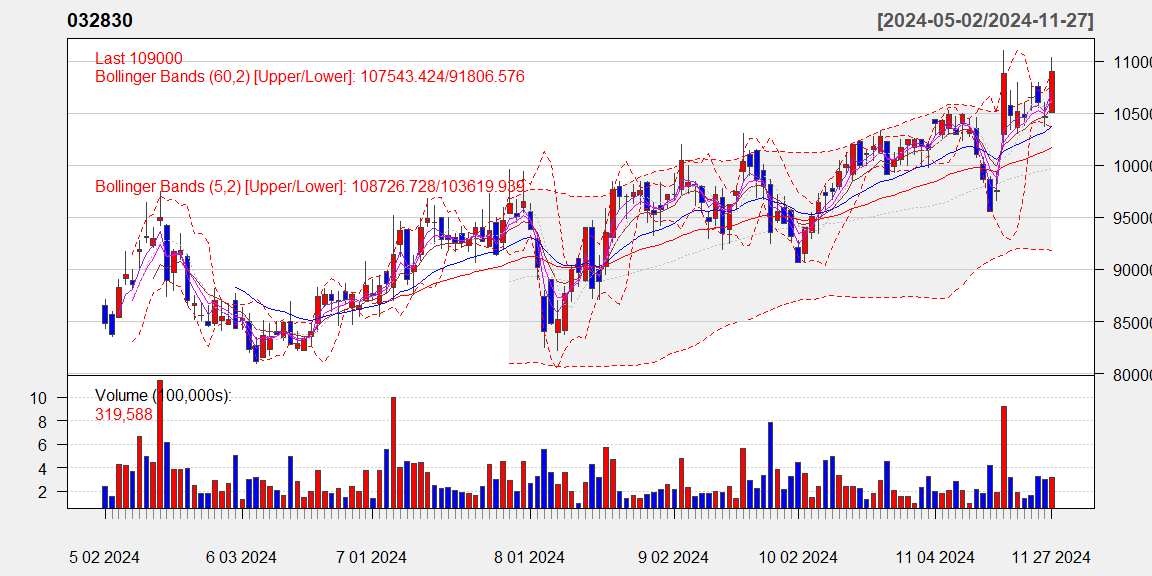 032830
[2024-05-02/2024-11-27]
Last 109000
Bollinger Bands (60,2) [Upper/Lower]: 107543.424/91806.576
Bollinger Bands (5,2) [Upper/Lower]: 108726.728/103619.939
11000
10500
10000
95000
90000
85000
80000
Volume (100,000s):
319,588
10
8
6
4
2
5 02 2024
6 03 2024
7 01 2024
8 01 2024
9 02 2024
10 02 2024
11 04 2024
11 27 2024